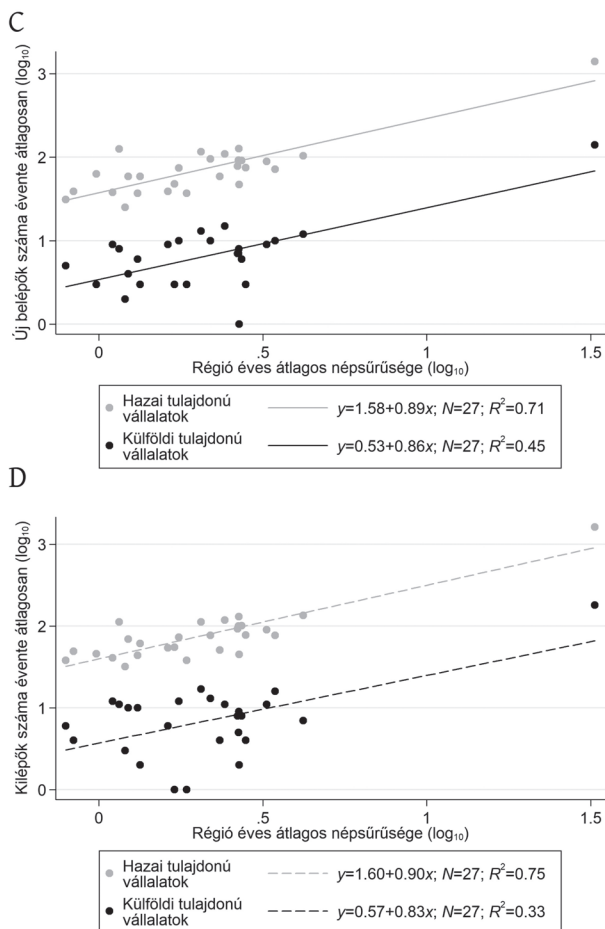 C
Új belépők száma évente átlagosan (log₁₀)
3
2
1
0
0 .5 1 1.5
Régió éves átlagos népsűrűsége (log₁₀)
Hazai tulajdonú
vállalatok
y=1.58+0.89x; N=27; R²=0.71
Külföldi tulajdonú
vállalatok
y=0.53+0.86x; N=27; R²=0.45
D
Kilépők száma évente átlagosan (log₁₀)
3
2
1
0
0 .5 1 1.5
Régió éves átlagos népsűrűsége (log₁₀)
Hazai tulajdonú
vállalatok
y=1.60+0.90x; N=27; R²=0.75
Külföldi tulajdonú
vállalatok
y=0.57+0.83x; N=27; R²=0.33